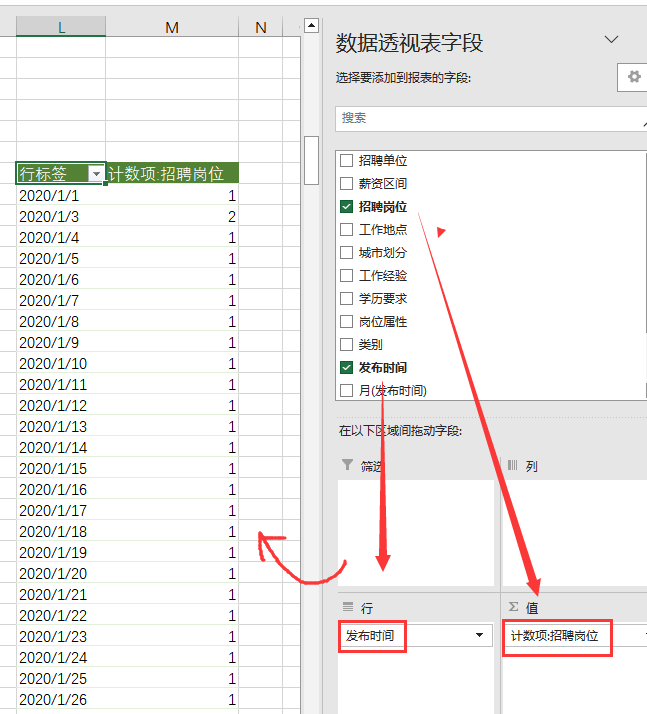 L M N
行标签 计数项:招聘岗位
2020/1/1 1
2020/1/3 2
2020/1/4 1
2020/1/5 1
2020/1/6 1
2020/1/7 1
2020/1/8 1
2020/1/9 1
2020/1/10 1
2020/1/11 1
2020/1/12 1
2020/1/13 1
2020/1/14 1
2020/1/15 1
2020/1/16 1
2020/1/17 1
2020/1/18 1
2020/1/19 1
2020/1/20 1
2020/1/21 1
2020/1/22 1
2020/1/23 1
2020/1/24 1
2020/1/25 1
2020/1/26 1
数据透视表字段
选择要添加到报表的字段:
搜索
招聘单位
薪资区间
招聘岗位
工作地点
城市划分
工作经验
学历要求
岗位属性
类别
发布时间
月(发布时间)
在以下区域间拖动字段:
筛选
列
行
Σ 值
发布时间
计数项:招聘岗位